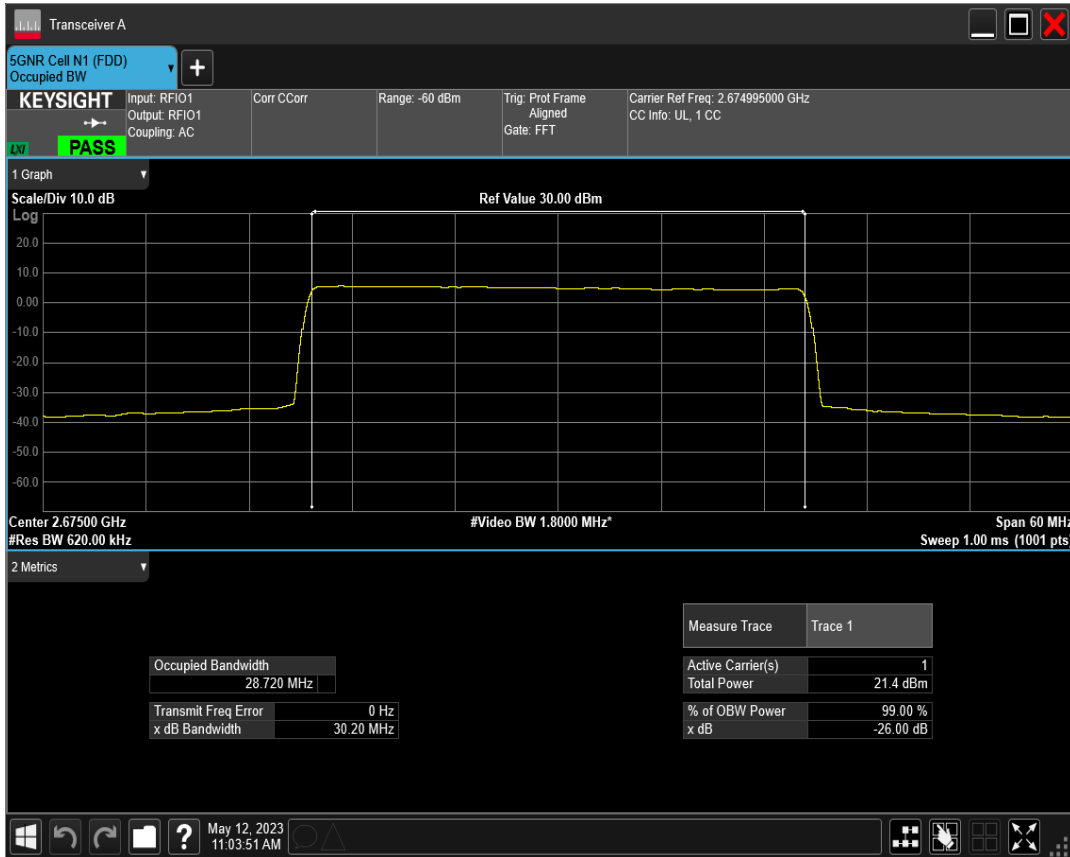 Transceiver A
5GNR Cell N1 (FDD)
Occupied BW
+
KEYSIGHT
LXI
PASS
Input: RFIO1
Output: RFIO1
Coupling: AC
Corr CCorr
Range: -60 dBm
Trig: Prot Frame
Aligned
Gate: FFT
Carrier Ref Freq: 2.674995000 GHz
CC Info: UL, 1 CC
1 Graph
Scale/Div 10.0 dB
Ref Value 30.00 dBm
Log
20.0
10.0
0.00
-10.0
-20.0
-30.0
-40.0
-50.0
-60.0
Center 2.67500 GHz
#Video BW 1.8000 MHz*
Span 60 MHz
#Res BW 620.00 kHz
Sweep 1.00 ms (1001 pts)
2 Metrics
Measure Trace Trace 1
Occupied Bandwidth
28.720 MHz
Active Carrier(s) 1
Total Power 21.4 dBm
Transmit Freq Error 0 Hz
x dB Bandwidth 30.20 MHz
% of OBW Power 99.00 %
x dB -26.00 dB
?
May 12, 2023
11:03:51 AM